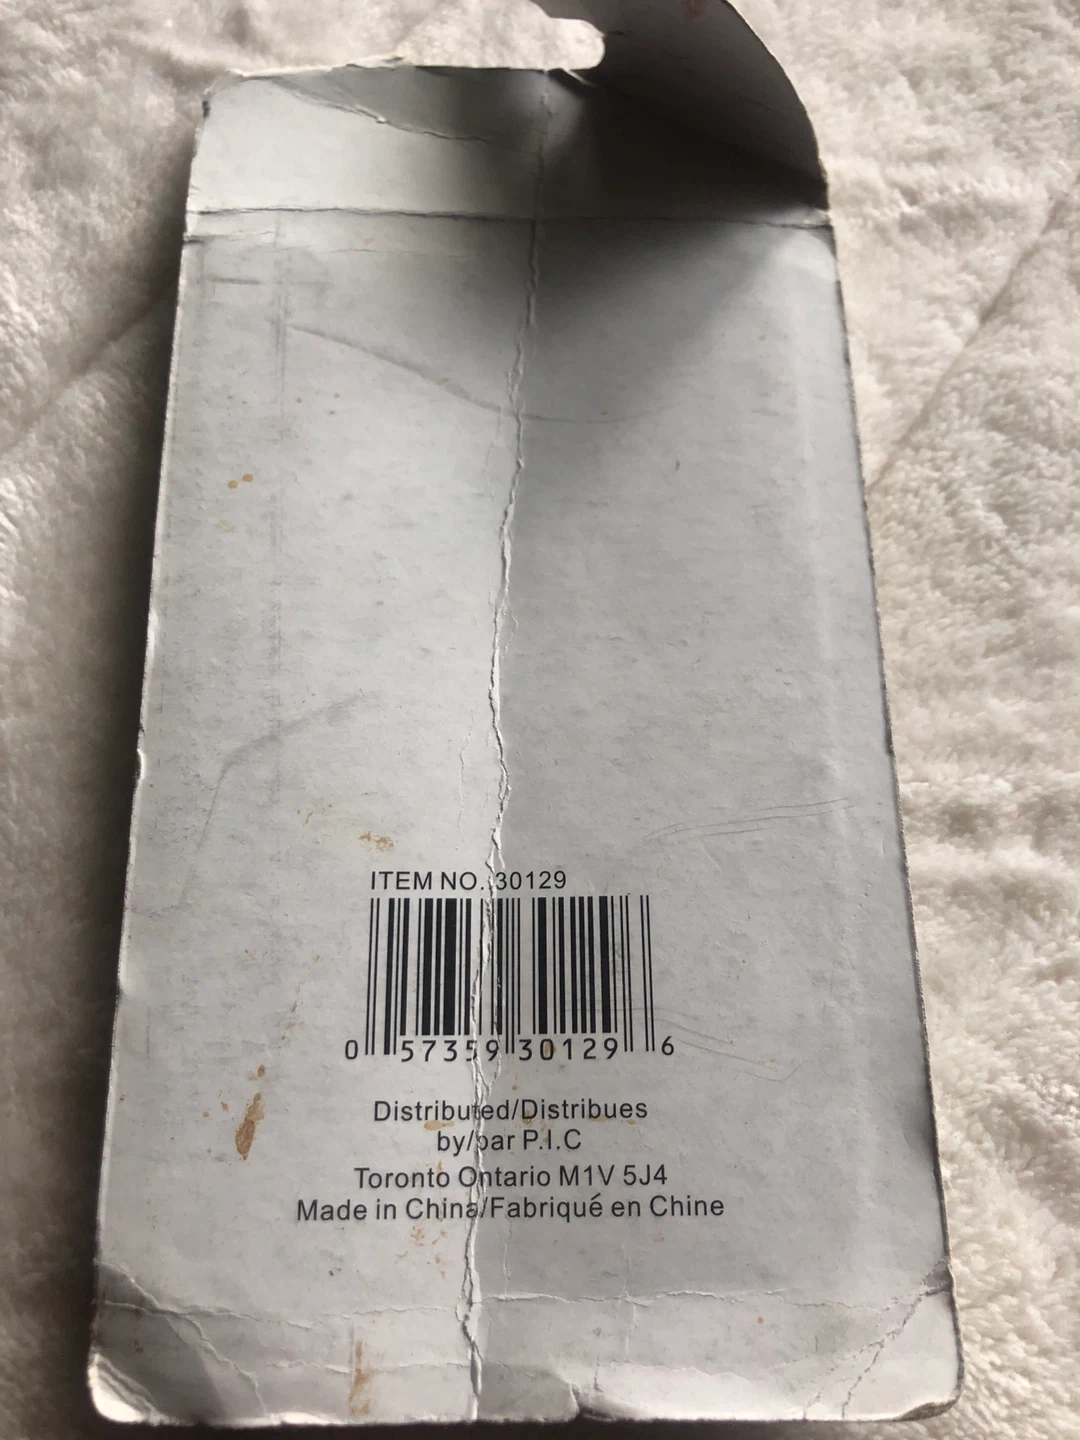 ITEM NO. 30129
0 57359 30129 6
Distributed/Distribues
by/par P.I.C
Toronto Ontario M1V 5J4
Made in China/Fabriqué en Chine